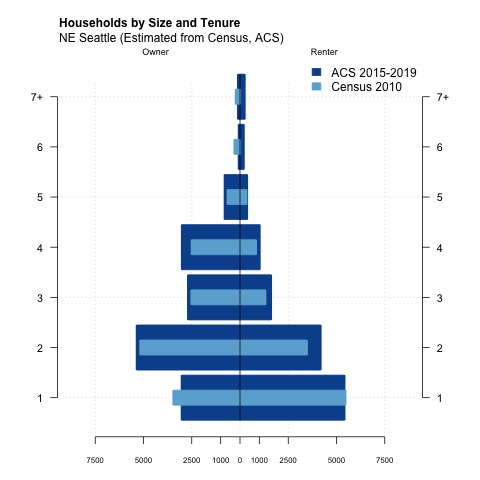 Households by Size and Tenure
NE Seattle (Estimated from Census, ACS)
Owner Renter
ACS 2015-2019
Census 2010
7+ 7+
6 6
5 5
4 4
3 3
2 2
1 1
7500 5000 2500 1000 0 1000 2500 5000 7500